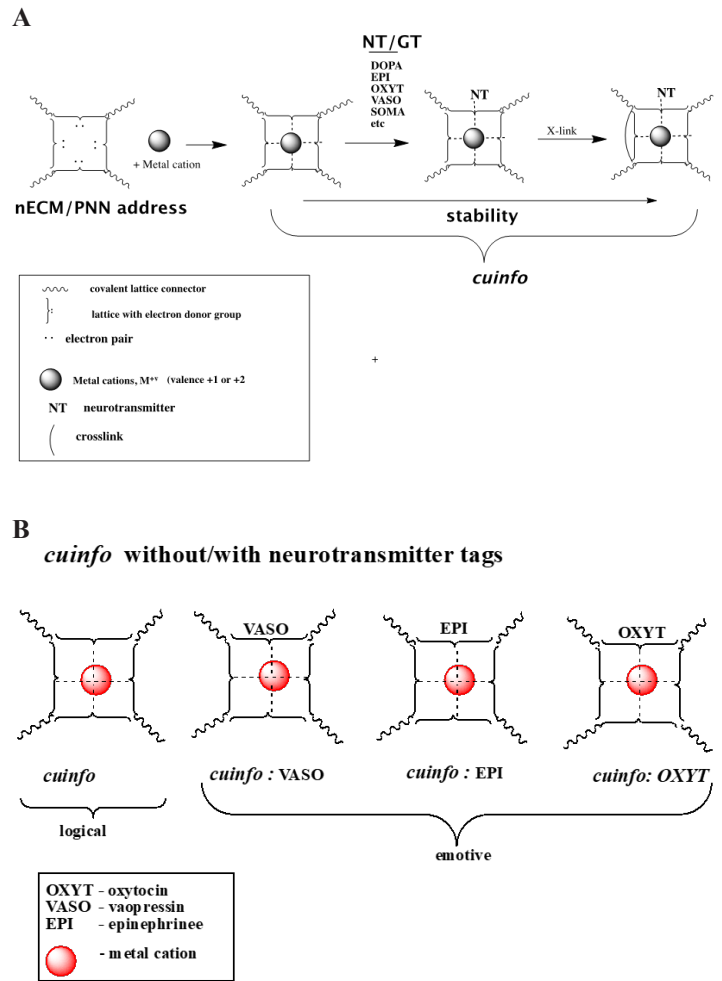 A
NT/GT
DOPA
EPI
OXYT
VASO
SOMA
etc
NT
NT
+ Metal cation
X-link
nECM/PNN address
stability
cuinfo
covalent lattice connector
lattice with electron donor group
electron pair
Metal cations, M⁺ᵛ (valence +1 or +2
NT neurotransmitter
crosslink
+
B
cuinfo without/with neurotransmitter tags
VASO
EPI
OXYT
cuinfo
cuinfo : VASO
cuinfo : EPI
cuinfo: OXYT
logical
emotive
OXYT - oxytocin
VASO - vaopressin
EPI - epinephrinee
- metal cation